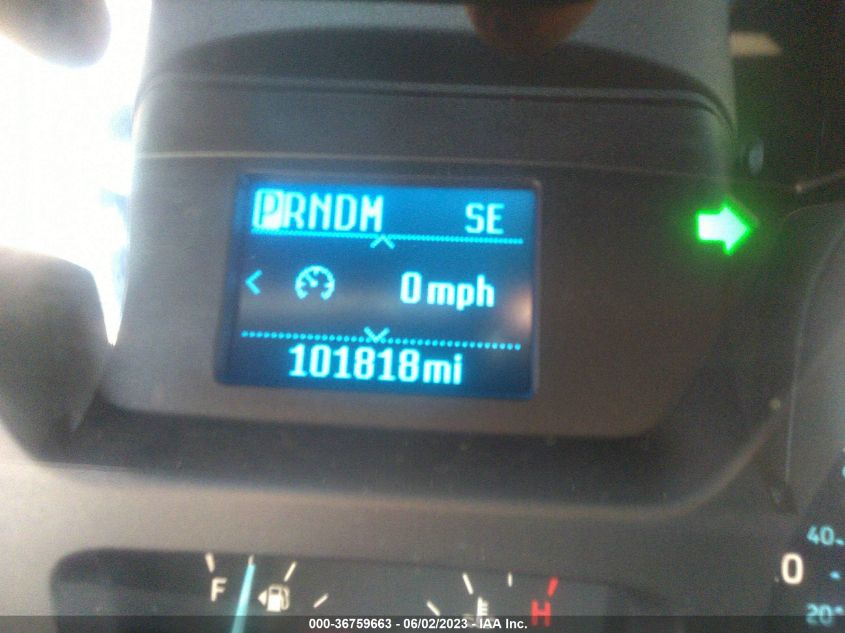 PRNDM SE
0mph
101818mi
F H
40
0
20
000-36759663 - 06/02/2023 - IAA Inc.